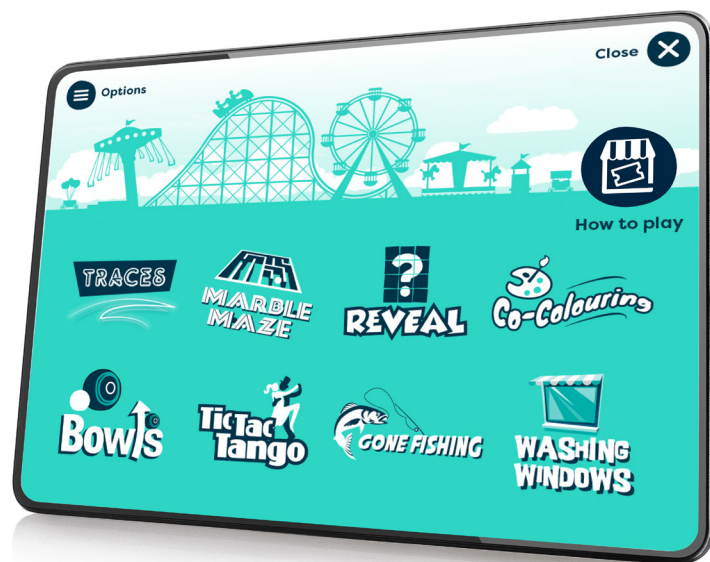 Close
Options
How to play
TRACES
MARBLE
MAZE
?
REVEAL
Co-Colouring
Bowls
Tic Tac
Tango
GONE FISHING
WASHING
WINDOWS